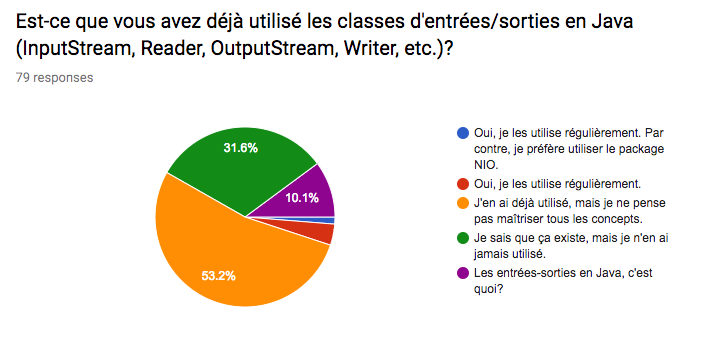 Est-ce que vous avez déjà utilisé les classes d'entrées/sorties en Java
(InputStream, Reader, OutputStream, Writer, etc.)?
79 responses
31.6%
10.1%
53.2%
Oui, je les utilise régulièrement. Par
contre, je préfère utiliser le package
NIO.
Oui, je les utilise régulièrement.
J'en ai déjà utilisé, mais je ne pense
pas maîtriser tous les concepts.
Je sais que ça existe, mais je n'en ai
jamais utilisé.
Les entrées-sorties en Java, c'est
quoi?